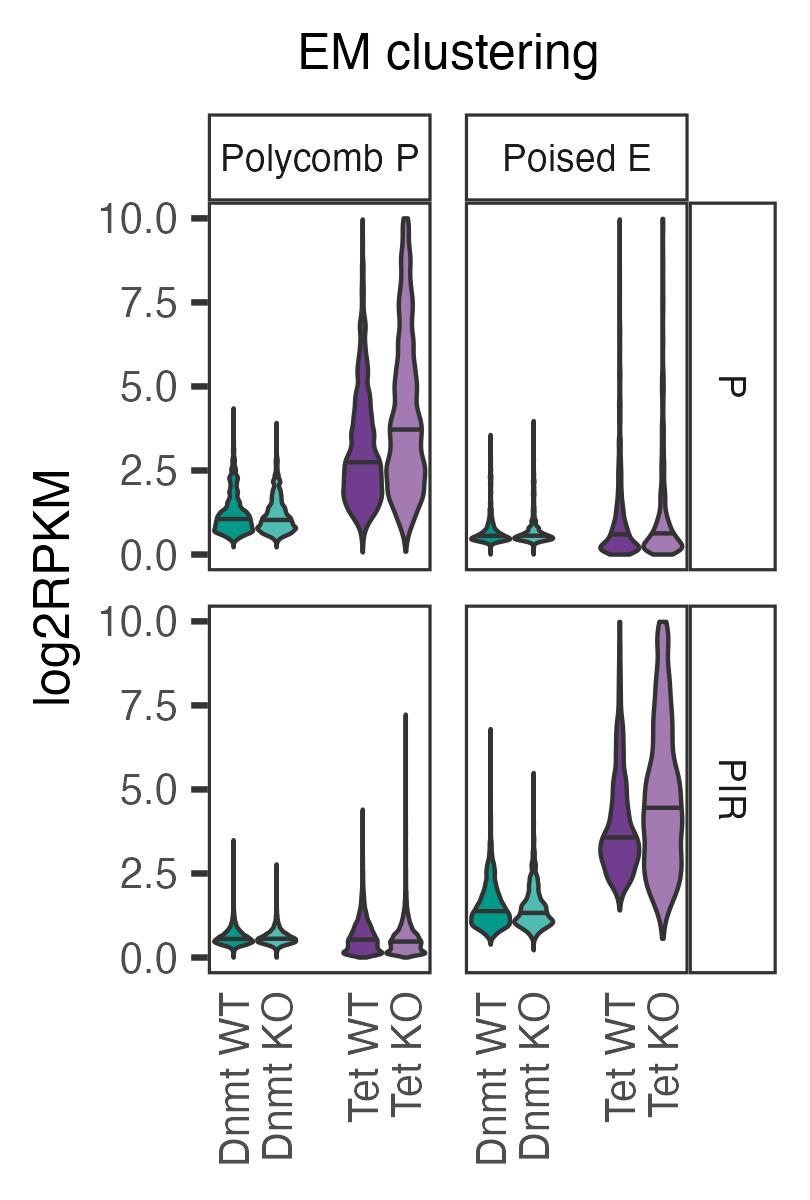 EM clustering
Polycomb P
Poised E
10.0
7.5
5.0
2.5
0.0
P
log2RPKM
10.0
7.5
5.0
2.5
0.0
PIR
Dnmt WT
Dnmt KO
Tet WT
Tet KO
Dnmt WT
Dnmt KO
Tet WT
Tet KO